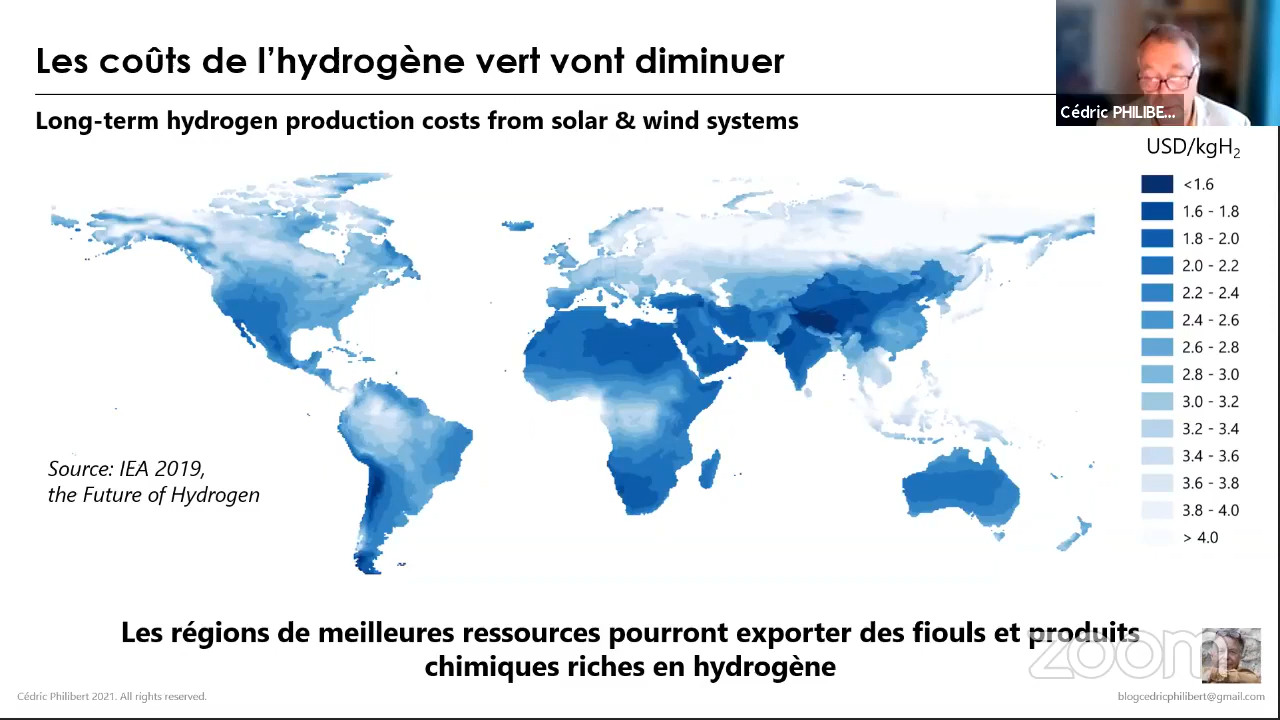 Les coûts de l’hydrogène vert vont diminuer
Cédric PHILIBE...
Long-term hydrogen production costs from solar & wind systems
USD/kgH₂
<1.6
1.6 - 1.8
1.8 - 2.0
2.0 - 2.2
2.2 - 2.4
2.4 - 2.6
2.6 - 2.8
2.8 - 3.0
3.0 - 3.2
3.2 - 3.4
3.4 - 3.6
3.6 - 3.8
3.8 - 4.0
> 4.0
Source: IEA 2019,
the Future of Hydrogen
Les régions de meilleures ressources pourront exporter des fiouls et produits
chimiques riches en hydrogène
zoom
Cédric Philibert 2021. All rights reserved.
blogcedricphilibert@gmail.com